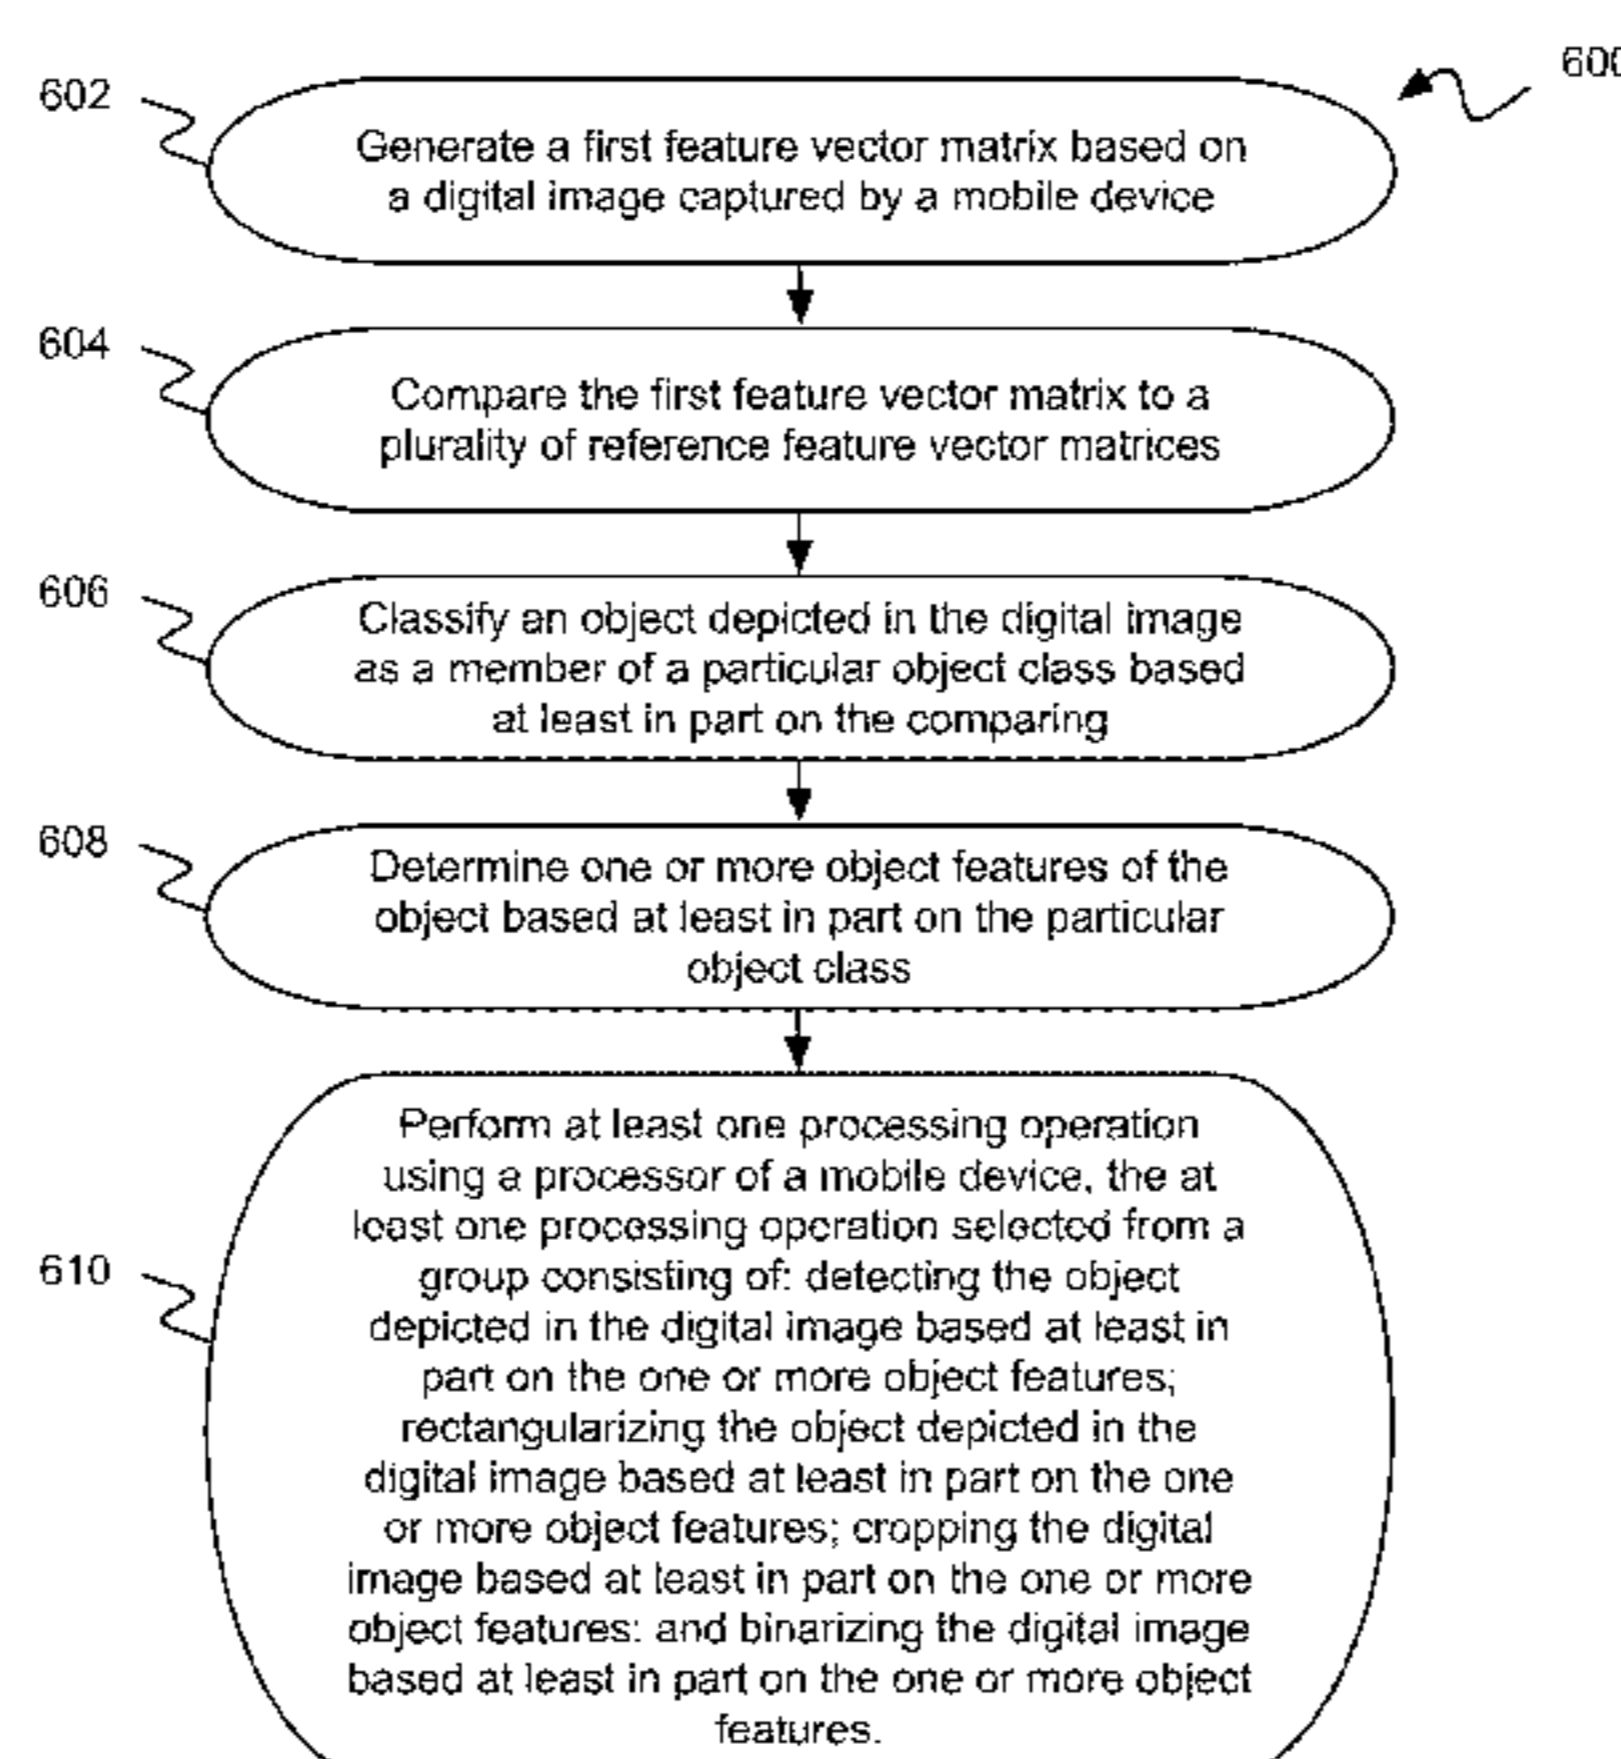 600
602
Generate a first feature vector matrix based on
a digital image captured by a mobile device
604
Compare the first feature vector matrix to a
plurality of reference feature vector matrices
606
Classify an object depicted in the digital image
as a member of a particular object class based
at least in part on the comparing
608
Determine one or more object features of the
object based at least in part on the particular
object class
610
Perform at least one processing operation
using a processor of a mobile device, the at
least one processing operation selected from a
group consisting of: detecting the object
depicted in the digital image based at least in
part on the one or more object features;
rectangularizing the object depicted in the
digital image based at least in part on the one
or more object features; cropping the digital
image based at least in part on the one or more
object features: and binarizing the digital image
based at least in part on the one or more object
features.